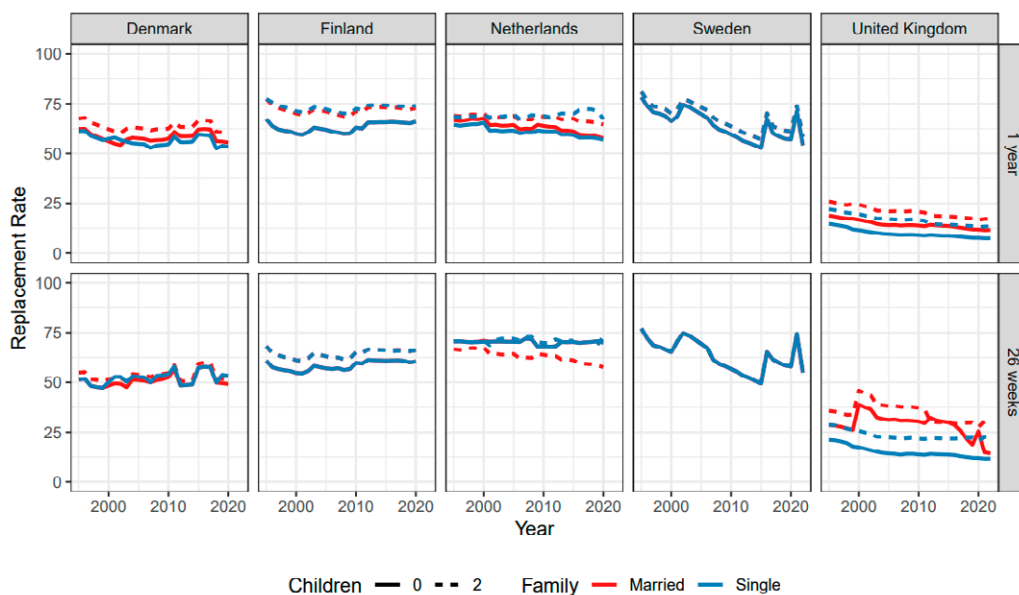 Denmark Finland Netherlands Sweden United Kingdom
100
75
50
25
0
1 year
100
75
50
25
0
26 weeks
Replacement Rate
2000 2010 2020 2000 2010 2020 2000 2010 2020 2000 2010 2020 2000 2010 2020
Year
Children 0 2 Family Married Single